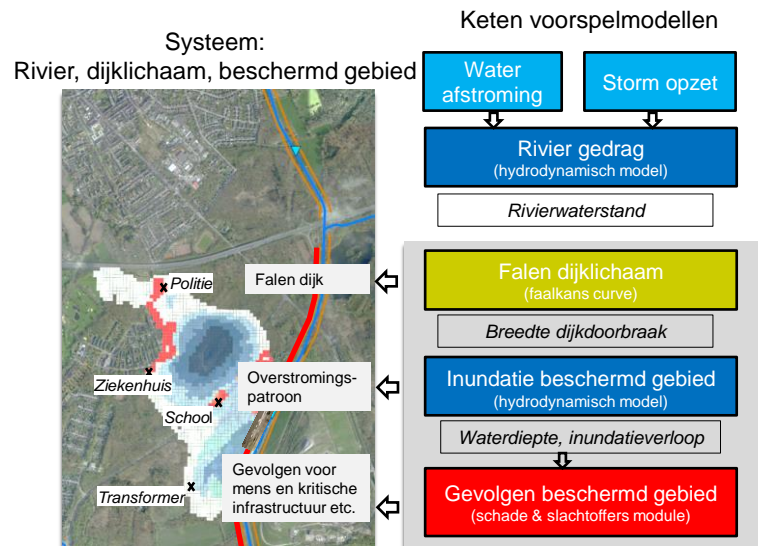 Systeem:
Rivier, dijklichaam, beschermd gebied
Politie
Ziekenhuis
School
Transformer
Falen dijk
Overstromings-
patroon
Gevolgen voor
mens en kritische
infrastructuur etc.
Keten voorspelmodellen
Water
afstroming
Storm opzet
Rivier gedrag
(hydrodynamisch model)
Rivierwaterstand
Falen dijklichaam
(faalkans curve)
Breedte dijkdoorbraak
Inundatie beschermd gebied
(hydrodynamisch model)
Waterdiepte, inundatieverloop
Gevolgen beschermd gebied
(schade & slachtoffers module)